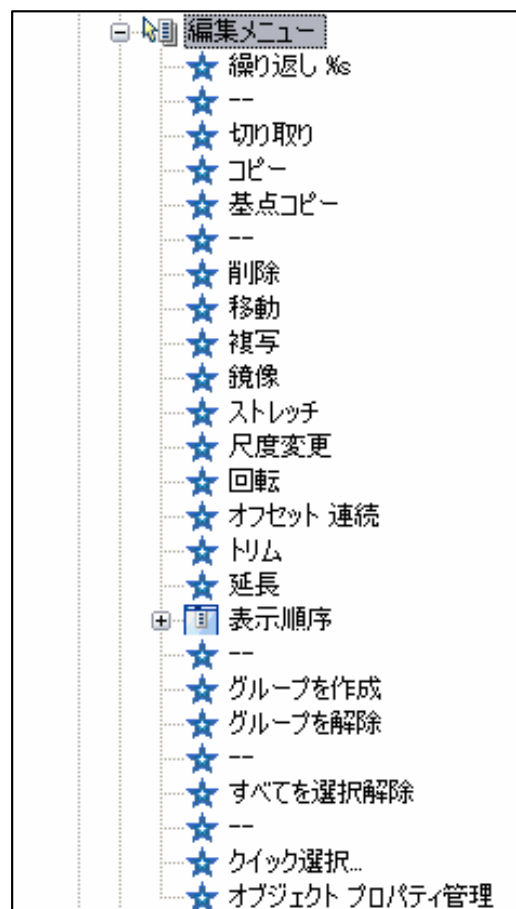 編集メニュー
繰り返し %s
--
切り取り
コピー
基点コピー
--
削除
移動
複写
鏡像
ストレッチ
尺度変更
回転
オフセット 連続
トリム
延長
表示順序
--
グループを作成
グループを解除
--
すべてを選択解除
--
クイック選択...
オブジェクト プロパティ管理